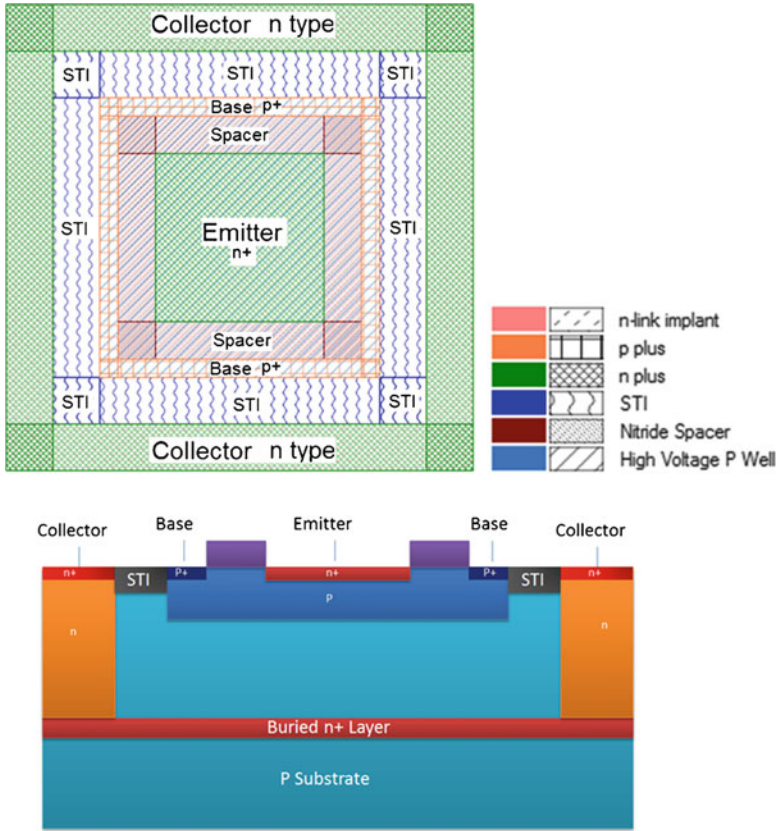 Collector n type
STI
STI
STI
Base p+
Spacer
STI
STI
Emitter
n+
Spacer
Base p+
STI
STI
STI
Collector n type
n-link implant
p plus
n plus
STI
Nitride Spacer
High Voltage P Well
Collector
Base
Emitter
Base
Collector
n+
STI
P+
n+
P+
STI
n+
n
P
n
Buried n+ Layer
P Substrate